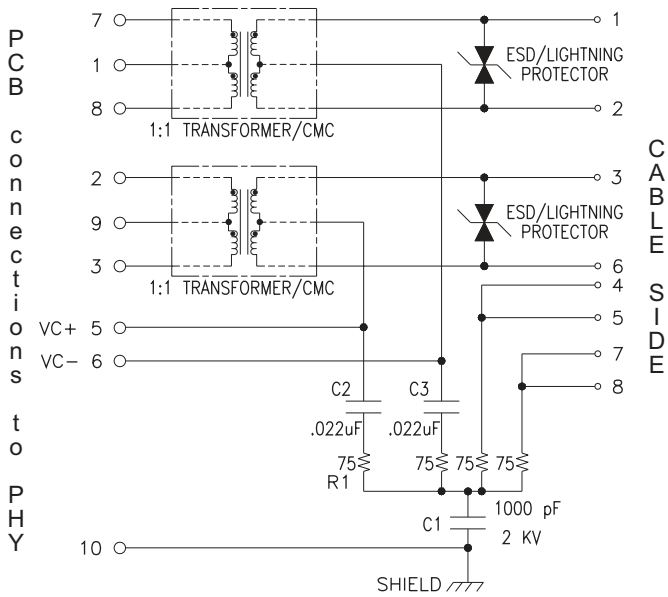 PCB connections to PHY
7
1
8
1:1 TRANSFORMER/CMC
2
9
3
1:1 TRANSFORMER/CMC
VC+ 5
VC- 6
10
ESD/LIGHTNING
PROTECTOR
ESD/LIGHTNING
PROTECTOR
1
2
3
6
4
5
7
8
CABLE SIDE
C2
.022uF
C3
.022uF
75
R1
75
75
75
C1
1000 pF
2 KV
SHIELD